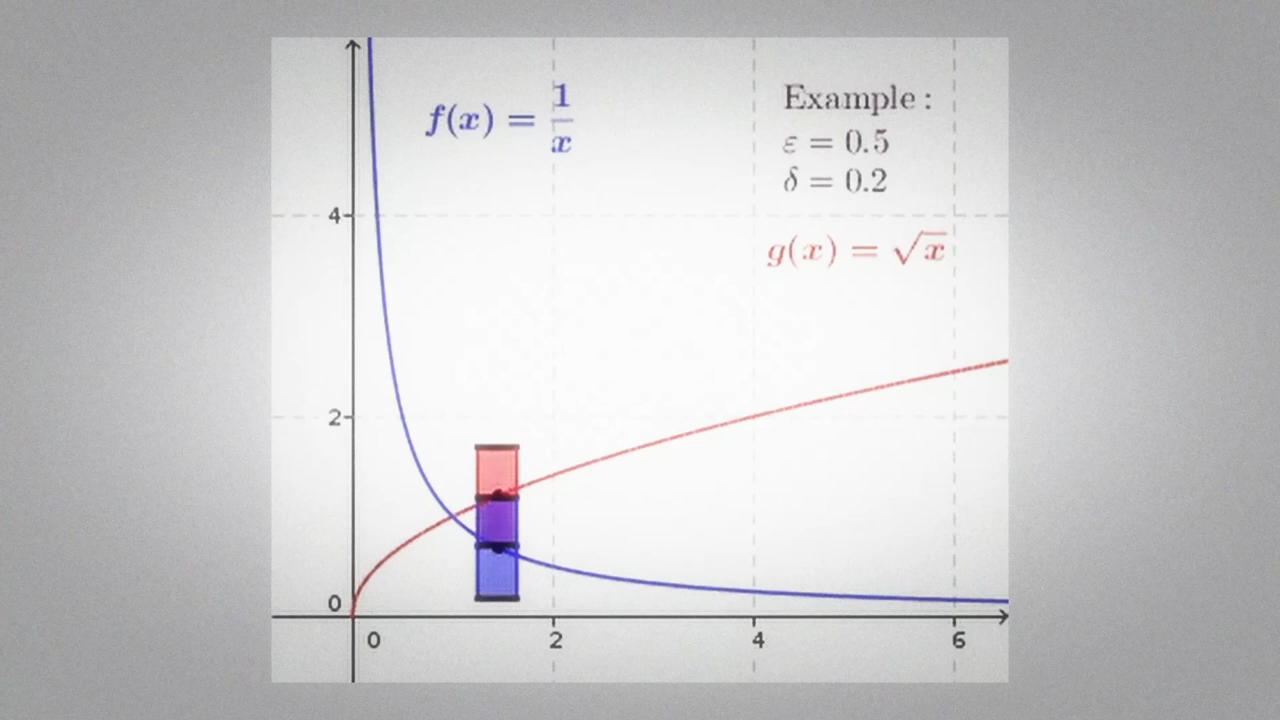 f(x) = 1/x
Example :
ε = 0.5
δ = 0.2
g(x) = √x
4
2
0
0 2 4 6